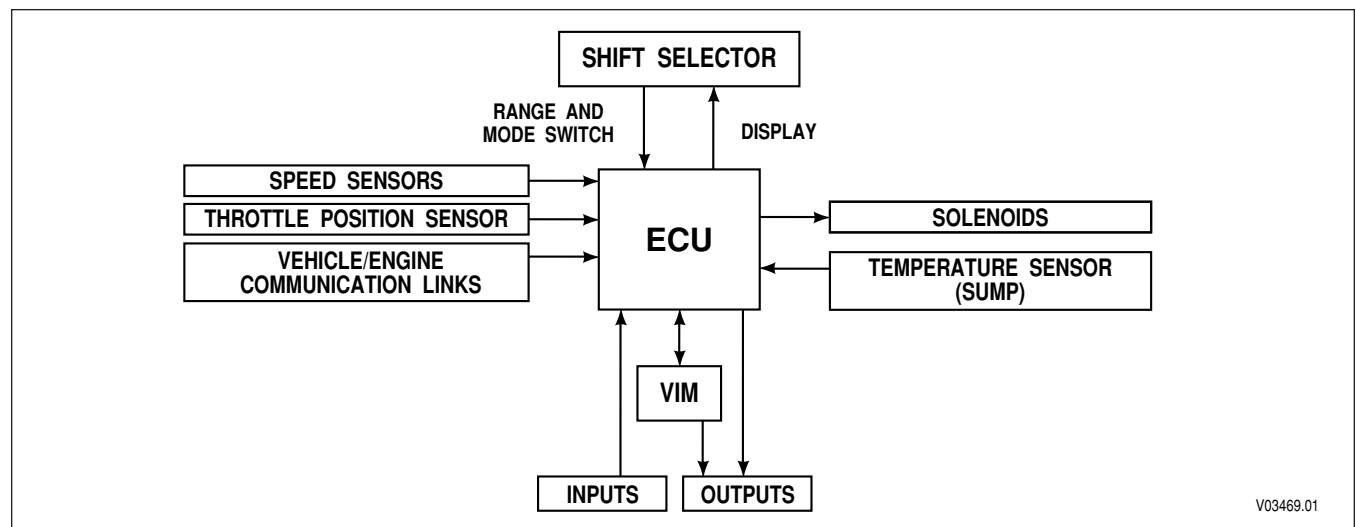 SHIFT SELECTOR
RANGE AND
MODE SWITCH
DISPLAY
SPEED SENSORS
THROTTLE POSITION SENSOR
VEHICLE/ENGINE
COMMUNICATION LINKS
ECU
SOLENOIDS
TEMPERATURE SENSOR
(SUMP)
VIM
INPUTS
OUTPUTS
V03469.01